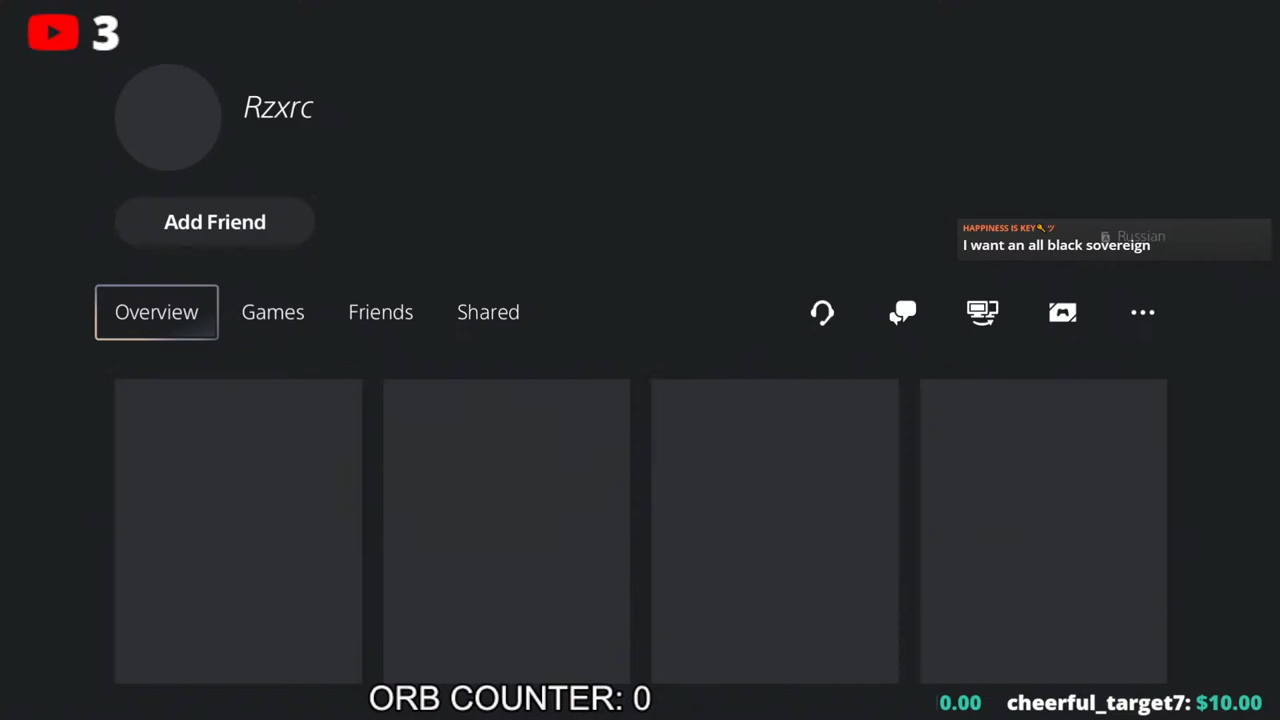 3
Rzxrc
Add Friend
HAPPINESS IS KEY🔑ツ
Russian
I want an all black sovereign
Overview Games Friends Shared
ORB COUNTER: 0
0.00 cheerful_target7: $10.00